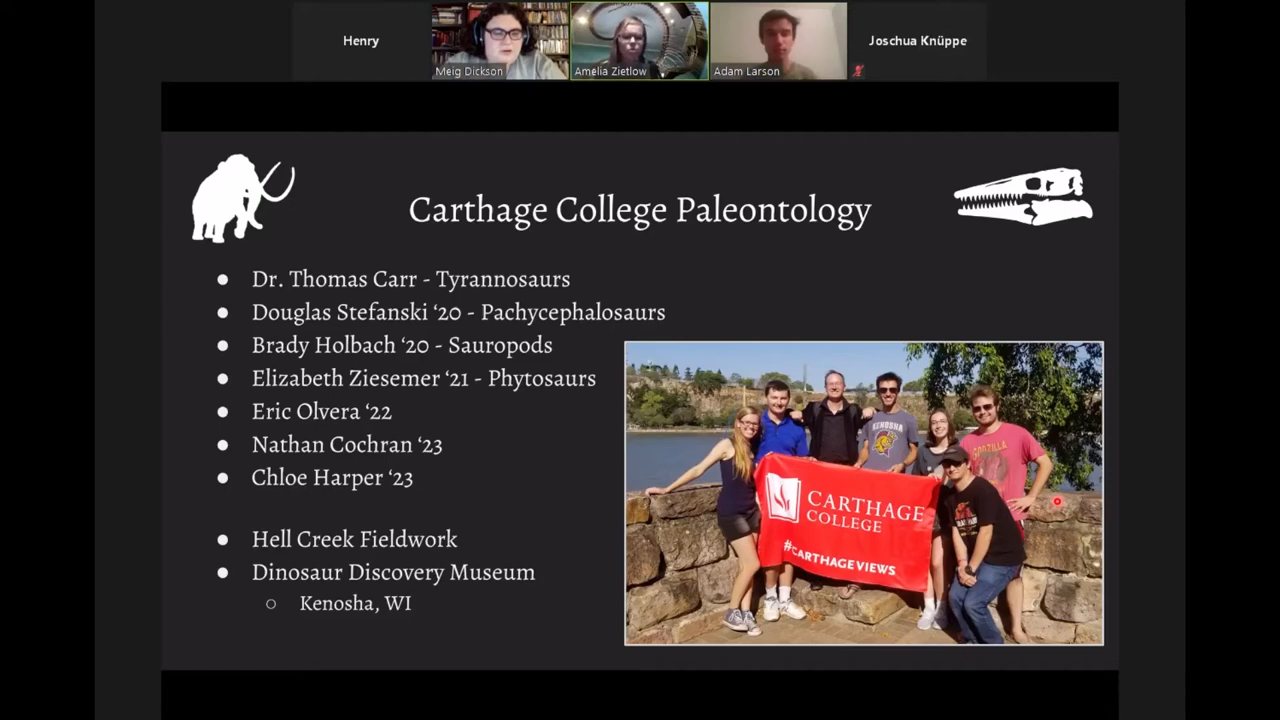 Henry
Meig Dickson
Amelia Zietlow
Adam Larson
Joschua Knüppe
Carthage College Paleontology
● Dr. Thomas Carr - Tyrannosaurs
● Douglas Stefanski ‘20 - Pachycephalosaurs
● Brady Holbach ‘20 - Sauropods
● Elizabeth Ziesemer ‘21 - Phytosaurs
● Eric Olvera ‘22
● Nathan Cochran ‘23
● Chloe Harper ‘23
● Hell Creek Fieldwork
● Dinosaur Discovery Museum
○ Kenosha, WI
KENOSHA
GODZILLA
CARTHAGE
COLLEGE
#CARTHAGEVIEWS